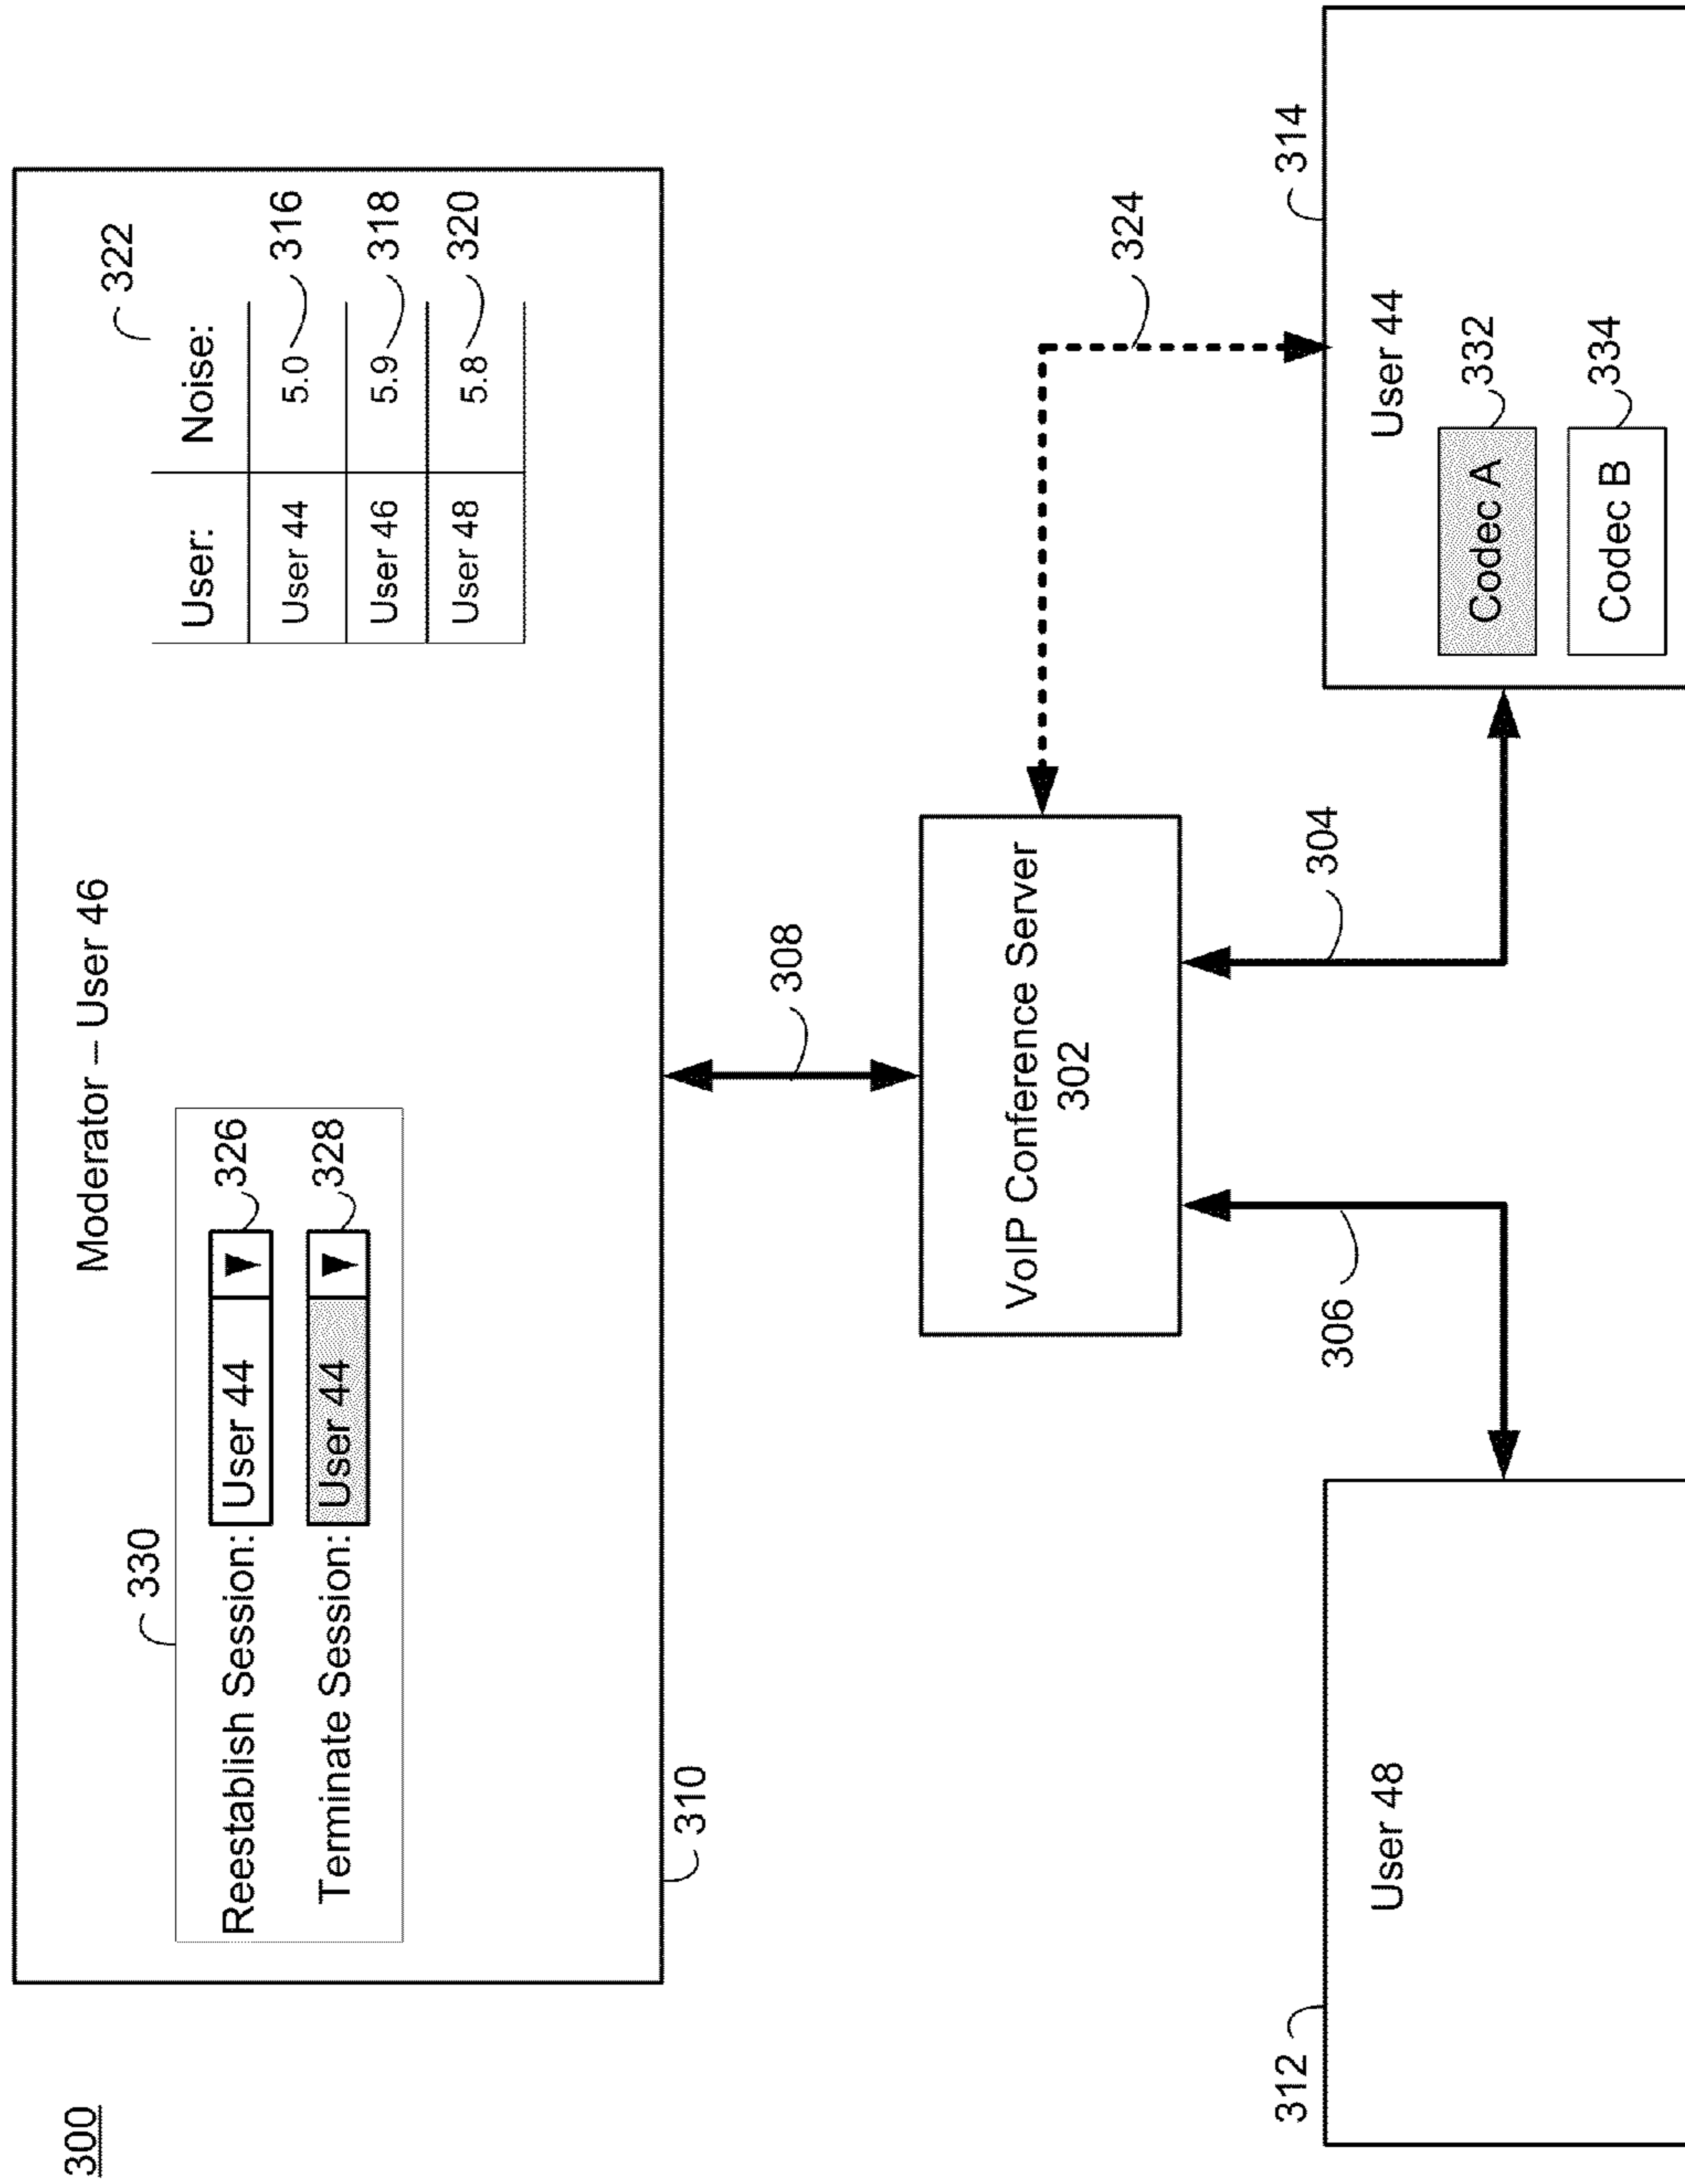 300
Moderator – User 46
330
Reestablish Session: User 44 ▼ 326
Terminate Session: User 44 ▼ 328
322
User: Noise:
User 44 5.0 316
User 46 5.9 318
User 48 5.8 320
310
308
VoIP Conference Server
302
324
306
304
312
User 48
314
User 44
Codec A 332
Codec B 334